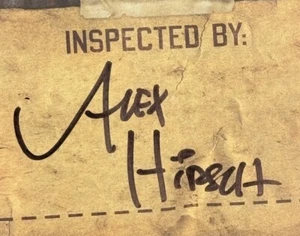 INSPECTED BY:
ALEX
HIRSCH